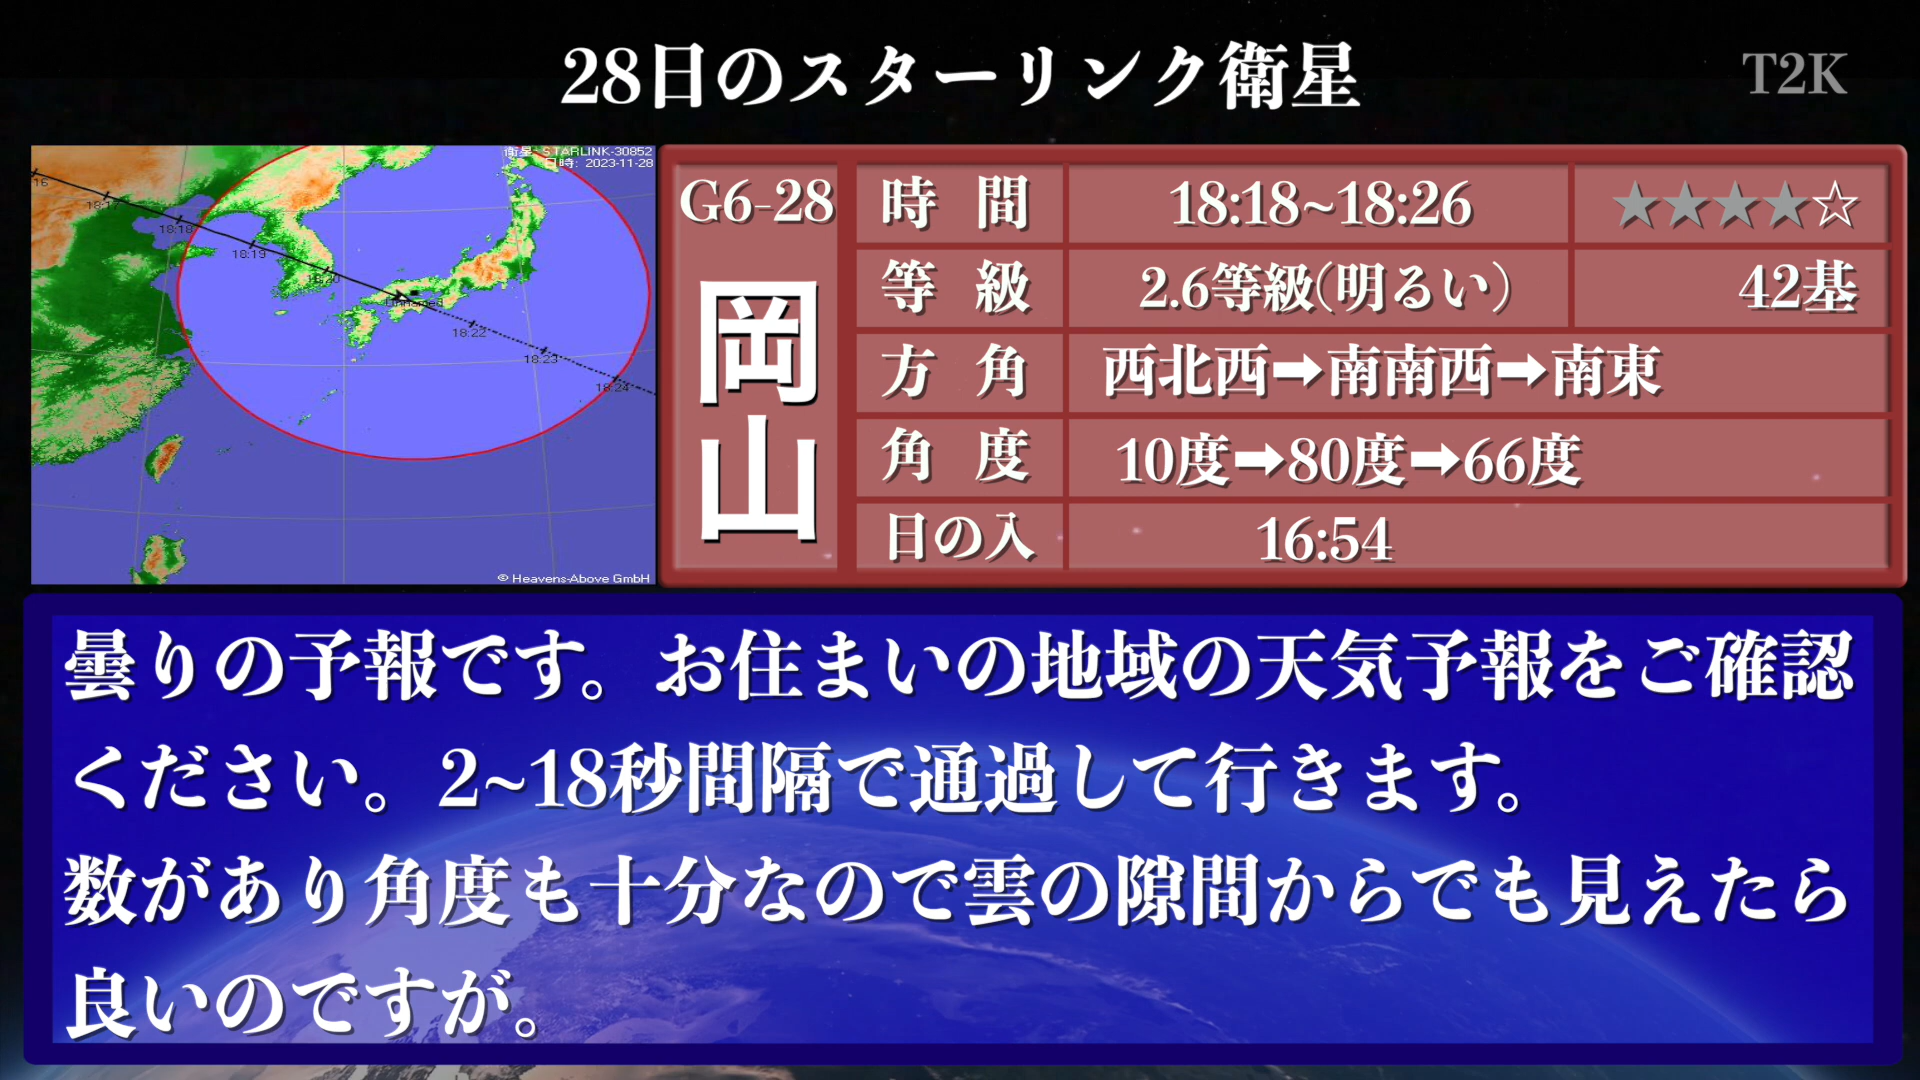 28日のスターリンク衛星
T2K
衛星: STARLINK-30852
日時: 2023-11-28
16
18:18
18:19
18:22
18:23
18:24
© Heavens-Above GmbH
G6-28
岡山
時間 18:18~18:26 ★★★★☆
等級 2.6等級(明るい) 42基
方角 西北西➡南南西➡南東
角度 10度➡80度➡66度
日の入 16:54
曇りの予報です。お住まいの地域の天気予報をご確認
ください。2~18秒間隔で通過して行きます。
数があり角度も十分なので雲の隙間からでも見えたら
良いのですが。